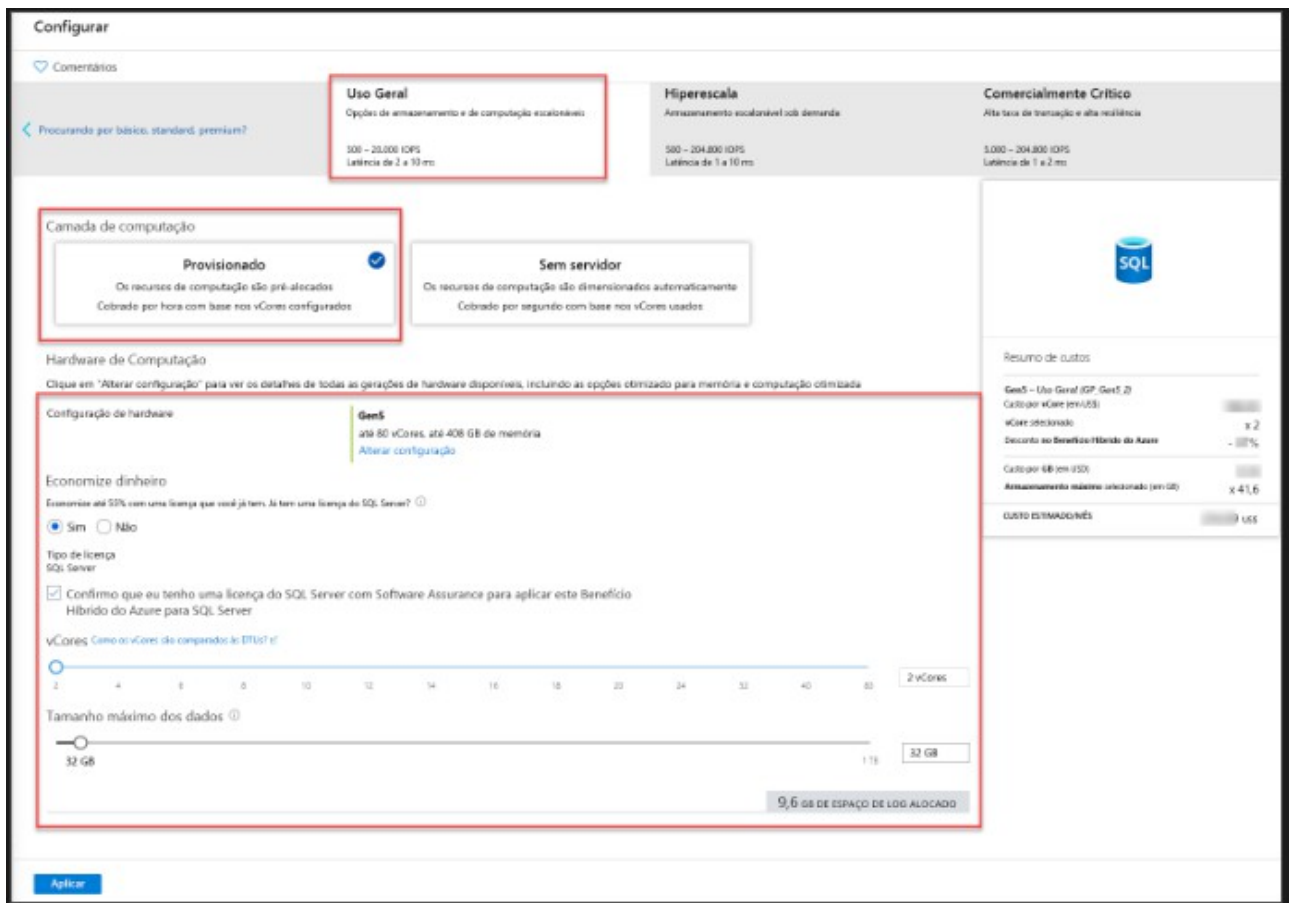 Configurar
Comentários
Procurando por básico, standard, premium?
Uso Geral
Opções de armazenamento e de computação escalonáveis
500 – 20.000 IOPS
Latência de 2 a 10 ms
Hiperescala
Armazenamento escalonável sob demanda
500 – 204.800 IOPS
Latência de 1 a 10 ms
Comercialmente Crítico
Alta taxa de transação e alta resiliência
5.000 – 204.800 IOPS
Latência de 1 a 2 ms
Camada de computação
Provisionado
Os recursos de computação são pré-alocados
Cobrado por hora com base nos vCores configurados
Sem servidor
Os recursos de computação são dimensionados automaticamente
Cobrado por segundo com base nos vCores usados
SQL
Hardware de Computação
Clique em "Alterar configuração" para ver os detalhes de todas as gerações de hardware disponíveis, incluindo as opções otimizado para memória e computação otimizada
Configuração de hardware
Gen5
até 80 vCores, até 408 GB de memória
Alterar configuração
Economize dinheiro
Economize até 55% com uma licença que você já tem. Já tem uma licença do SQL Server?
Sim Não
Tipo de licença
SQL Server
Confirmo que eu tenho uma licença do SQL Server com Software Assurance para aplicar este Benefício
Híbrido do Azure para SQL Server
vCores Como os vCores são comparados às DTUs?
2 4 6 8 10 12 14 16 18 20 24 32 40 80
2 vCores
Tamanho máximo dos dados
32 GB
1 TB
32 GB
9,6 GB DE ESPAÇO DE LOG ALOCADO
Resumo de custos
Gen5 – Uso Geral (GP_Gen5_2)
Custo por vCore (em US$)
vCore selecionado x 2
Desconto no Benefício Híbrido do Azure - %
Custo por GB (em USD)
Armazenamento máximo selecionado (em GB) x 41,6
CUSTO ESTIMADO/MÊS US$
Aplicar